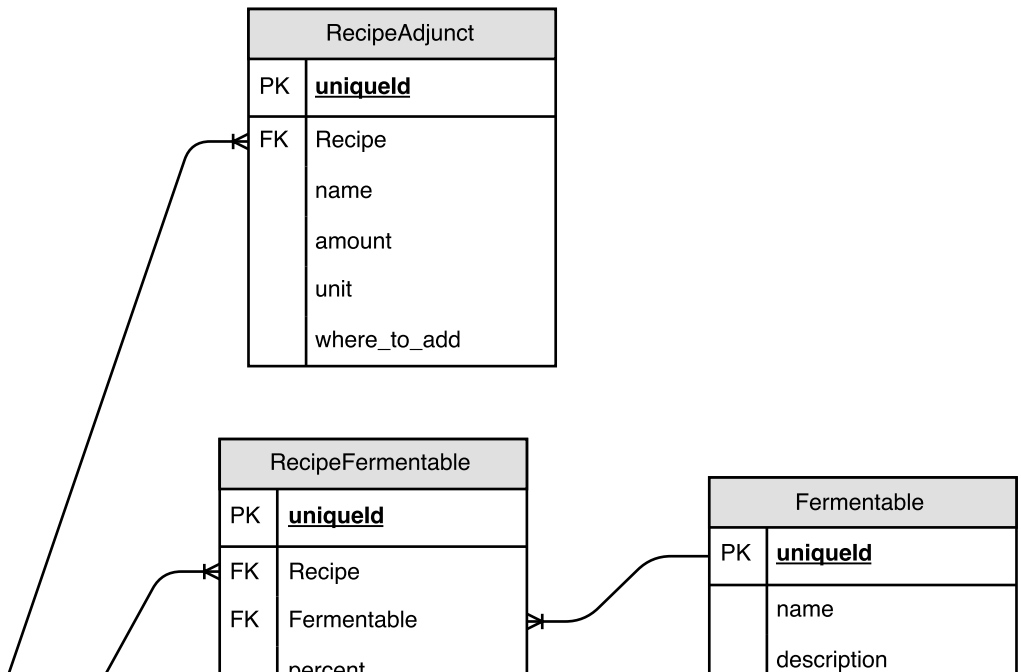 RecipeAdjunct
PK uniqueId
FK Recipe
name
amount
unit
where_to_add
RecipeFermentable
PK uniqueId
FK Recipe
FK Fermentable
percent
Fermentable
PK uniqueId
name
description